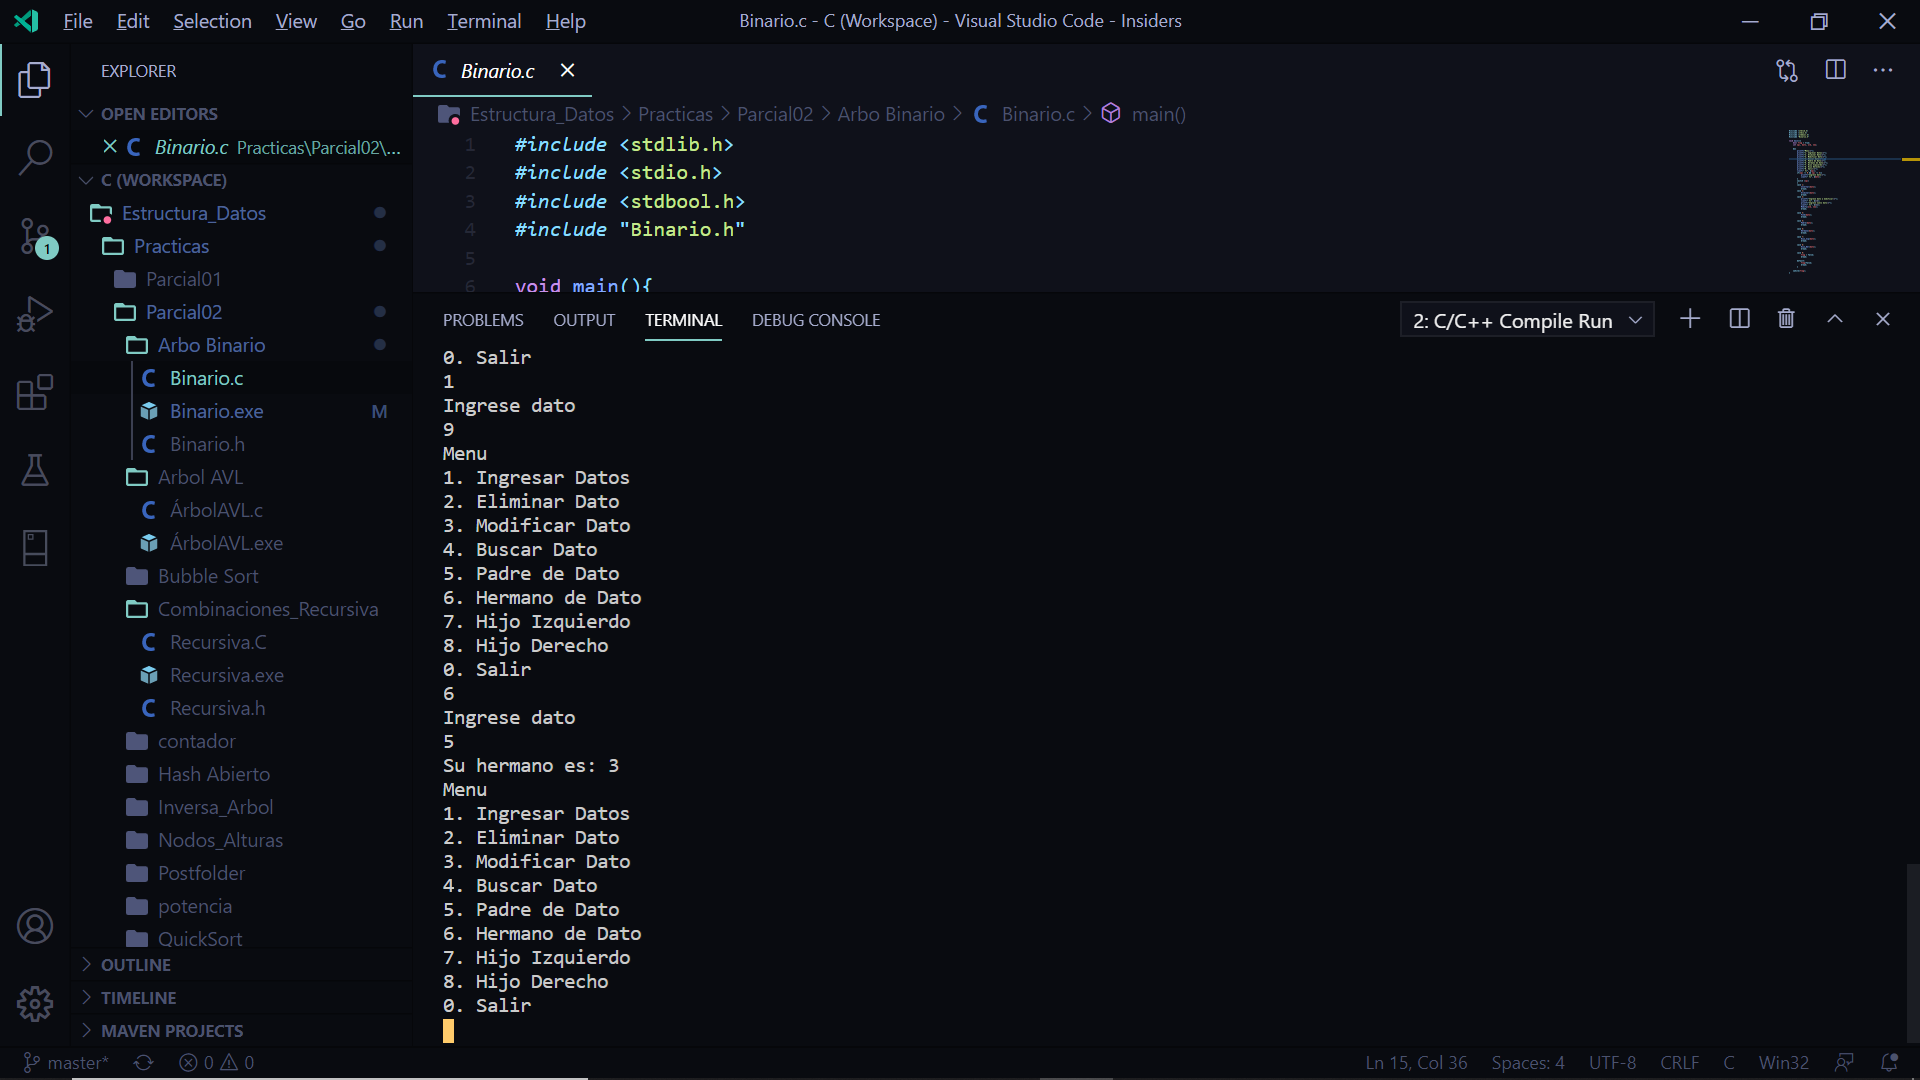 File Edit Selection View Go Run Terminal Help Binario.c - C (Workspace) - Visual Studio Code - Insiders
EXPLORER
OPEN EDITORS
Binario.c Practicas\Parcial02\...
C (WORKSPACE)
Estructura_Datos
Practicas
Parcial01
Parcial02
Arbo Binario
Binario.c
Binario.exe M
Binario.h
Arbol AVL
ÁrbolAVL.c
ÁrbolAVL.exe
Bubble Sort
Combinaciones_Recursiva
Recursiva.C
Recursiva.exe
Recursiva.h
contador
Hash Abierto
Inversa_Arbol
Nodos_Alturas
Postfolder
potencia
QuickSort
OUTLINE
TIMELINE
MAVEN PROJECTS
1
Binario.c
Estructura_Datos > Practicas > Parcial02 > Arbo Binario > C Binario.c > main()
1 #include <stdlib.h>
2 #include <stdio.h>
3 #include <stdbool.h>
4 #include "Binario.h"
5
6 void main(){
PROBLEMS OUTPUT TERMINAL DEBUG CONSOLE 2: C/C++ Compile Run
0. Salir
1
Ingrese dato
9
Menu
1. Ingresar Datos
2. Eliminar Dato
3. Modificar Dato
4. Buscar Dato
5. Padre de Dato
6. Hermano de Dato
7. Hijo Izquierdo
8. Hijo Derecho
0. Salir
6
Ingrese dato
5
Su hermano es: 3
Menu
1. Ingresar Datos
2. Eliminar Dato
3. Modificar Dato
4. Buscar Dato
5. Padre de Dato
6. Hermano de Dato
7. Hijo Izquierdo
8. Hijo Derecho
0. Salir
master* 0 0 Ln 15, Col 36 Spaces: 4 UTF-8 CRLF C Win32